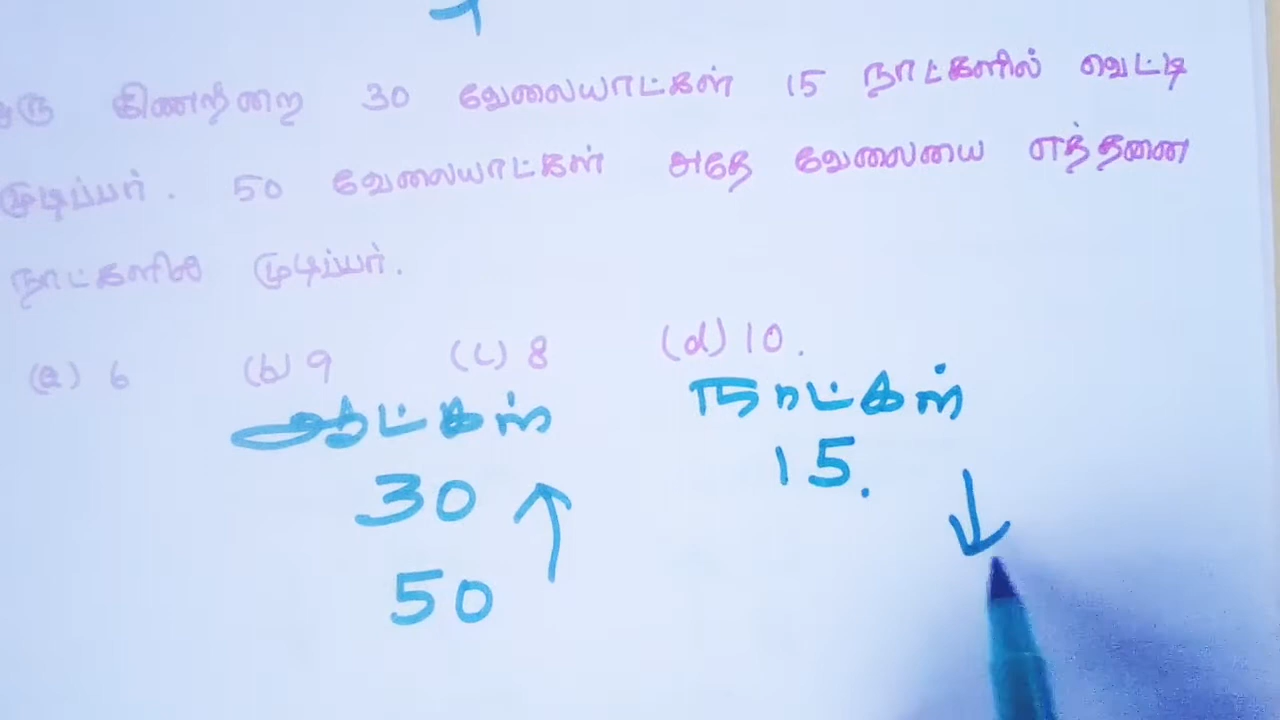 ஒரு கிணற்றை 30 வேலையாட்கள் 15 நாட்களில் வெட்டி
முடிப்பர். 50 வேலையாட்கள் அதே வேலையை எத்தனை
நாட்களில் முடிப்பர்.
(a) 6 (b) 9 (c) 8 (d) 10.
ஆட்கள் நாட்கள்
30 ↑ 15. ↓
50